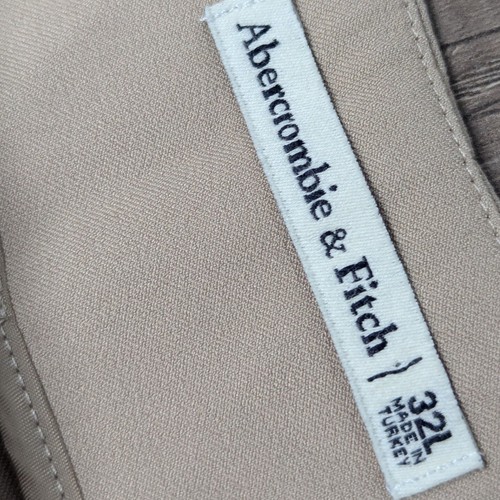 Abercrombie & Fitch
32L
MADE IN
TURKEY